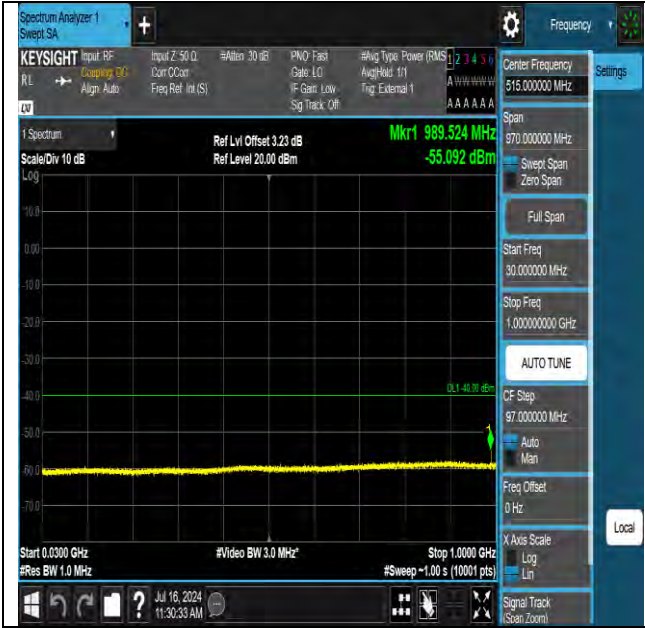 Spectrum Analyzer 1
Swept SA
+
Frequency
KEYSIGHT
RL
LXI
Input: RF
Coupling: DC
Align: Auto
Input Z: 50 Ω
Corr CCorr
Freq Ref: Int (S)
#Atten: 30 dB
PNO: Fast
Gate: LO
IF Gain: Low
Sig Track: Off
#Avg Type: Power (RMS)
Avg|Hold: 1/1
Trig: External 1
1 2 3 4 5 6
A W W W W W
A A A A A A
Settings
1 Spectrum
Scale/Div 10 dB
Log
Ref Lvl Offset 3.23 dB
Ref Level 20.00 dBm
Mkr1 989.524 MHz
-55.092 dBm
10.0
0.00
-10.0
-20.0
-30.0
-40.0
-50.0
-60.0
-70.0
DL1 -40.00 dBm
1
Start 0.0300 GHz
#Res BW 1.0 MHz
#Video BW 3.0 MHz*
Stop 1.0000 GHz
#Sweep ~1.00 s (10001 pts)
Center Frequency
515.000000 MHz
Span
970.000000 MHz
Swept Span
Zero Span
Full Span
Start Freq
30.000000 MHz
Stop Freq
1.000000000 GHz
AUTO TUNE
CF Step
97.000000 MHz
Auto
Man
Freq Offset
0 Hz
X Axis Scale
Log
Lin
Signal Track
(Span Zoom)
Local
?
Jul 16, 2024
11:30:33 AM